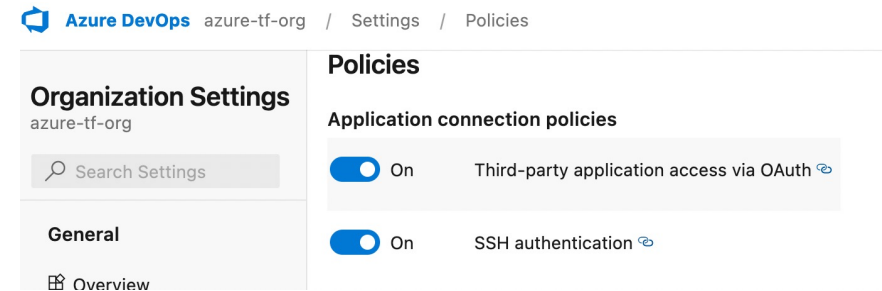 Azure DevOps azure-tf-org / Settings / Policies
Organization Settings
azure-tf-org
Search Settings
General
Overview
Policies
Application connection policies
On Third-party application access via OAuth
On SSH authentication